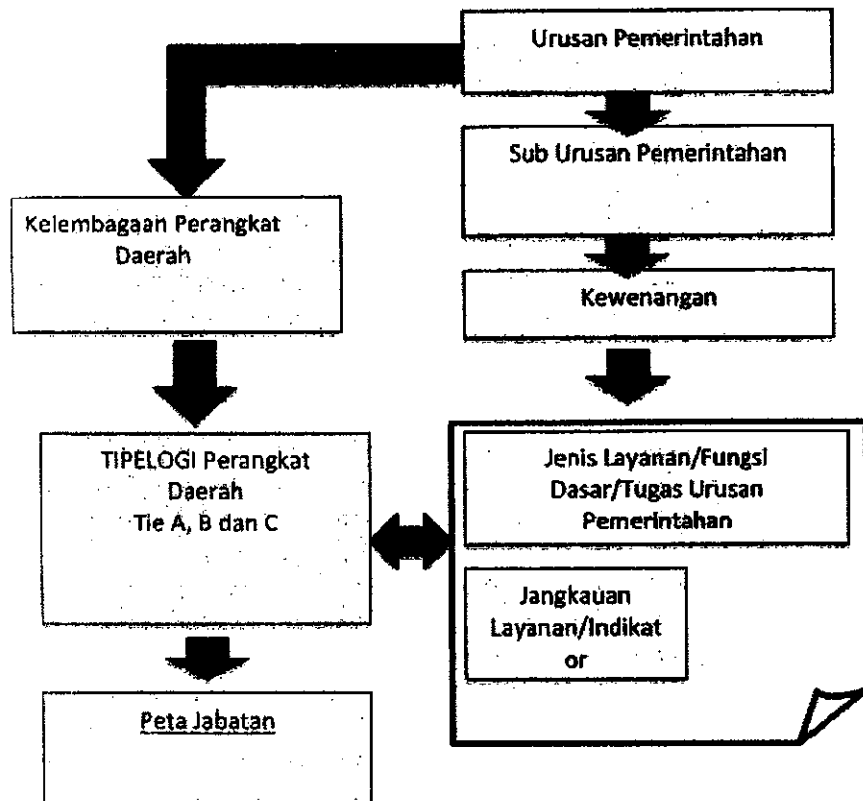 Urusan Pemerintahan
Sub Urusan Pemerintahan
Kelembagaan Perangkat
Daerah
Kewenangan
TIPELOGI Perangkat
Daerah
Tie A, B dan C
Jenis Layanan/Fungsi
Dasar/Tugas Urusan
Pemerintahan
Jangkauan
Layanan/Indikat
or
Peta Jabatan